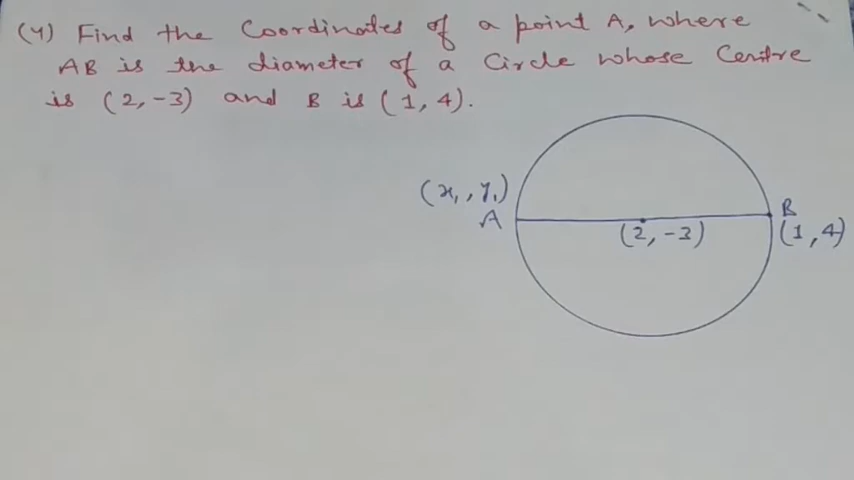 (4) Find the Coordinates of a point A, where
AB is the diameter of a Circle whose Centre
is (2, -3) and B is (1, 4).
(x₁, y₁)
A
B
(2, -3)
(1, 4)